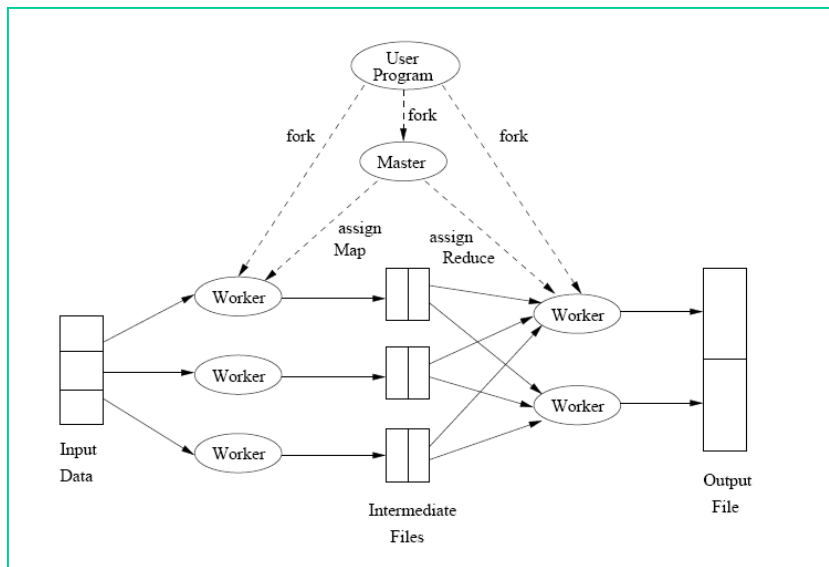 User
Program
fork
fork
fork
Master
assign
Map
assign
Reduce
Worker
Worker
Worker
Worker
Worker
Input
Data
Intermediate
Files
Output
File